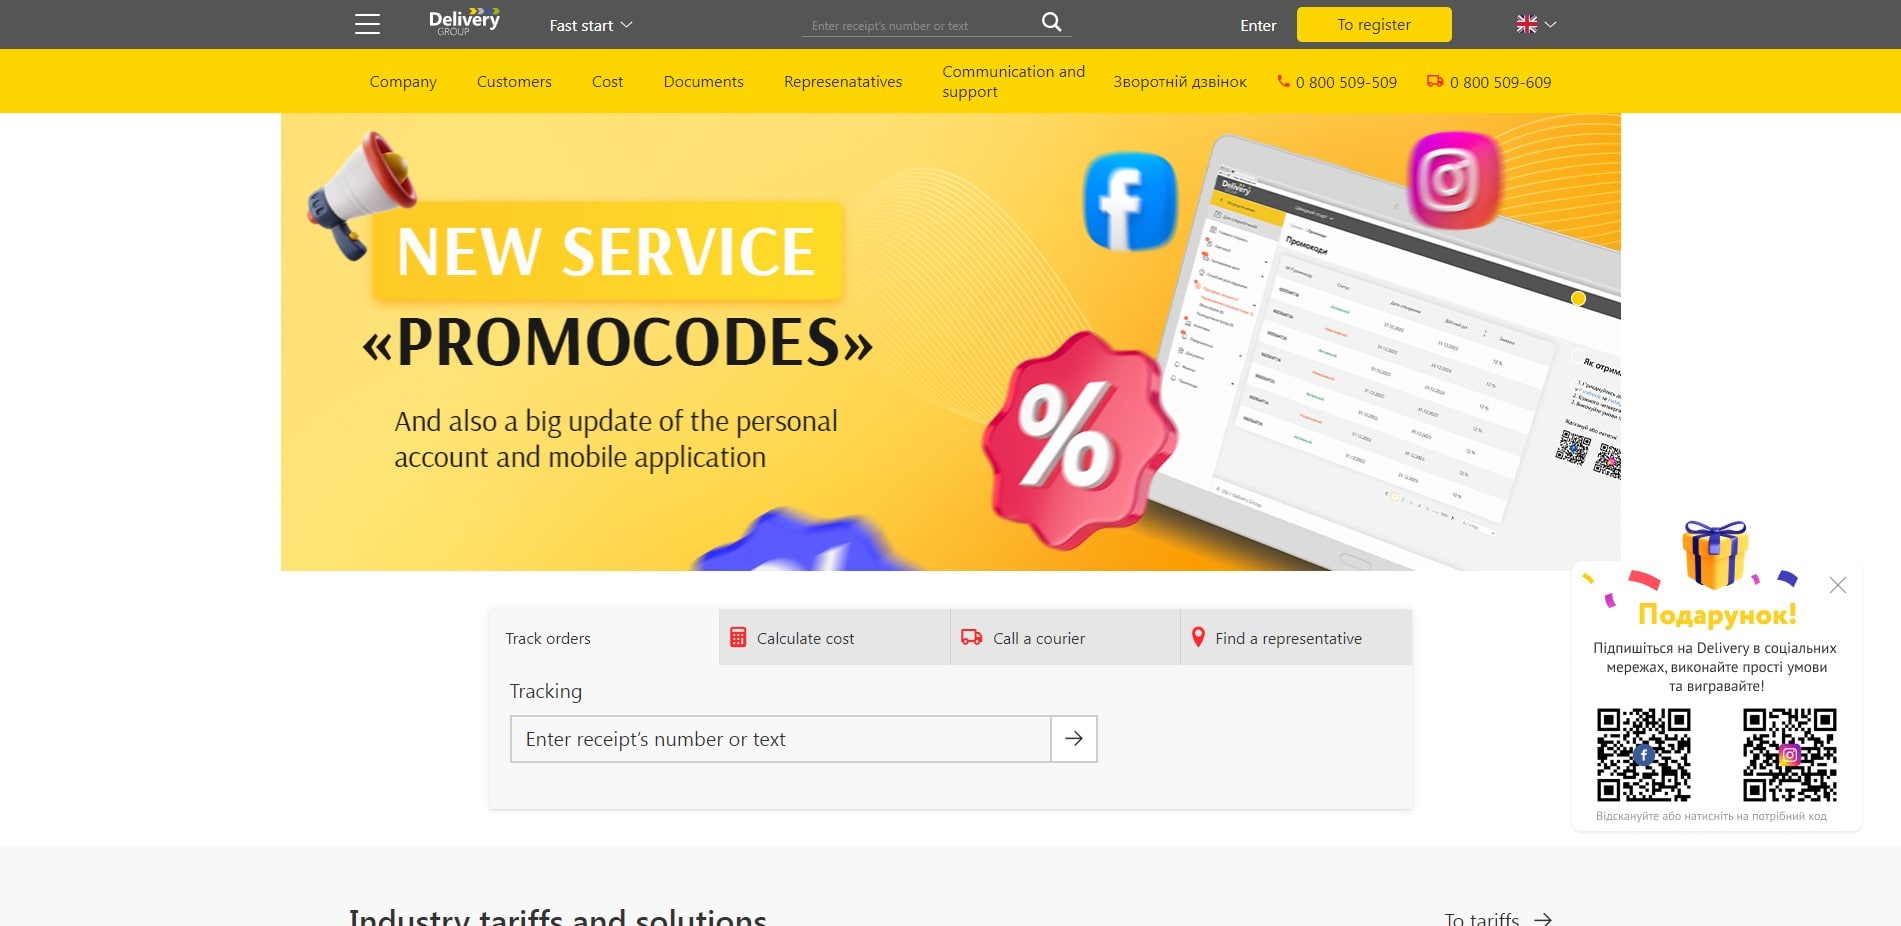 Delivery
GROUP
Fast start
Enter receipt's number or text
Enter
To register
Company
Customers
Cost
Documents
Represenatatives
Communication and
support
Зворотній дзвінок
0 800 509-509
0 800 509-609
NEW SERVICE
«PROMOCODES»
And also a big update of the personal
account and mobile application
Delivery
Промокоди
Track orders
Calculate cost
Call a courier
Find a representative
Tracking
Enter receipt’s number or text
Подарунок!
Підпишіться на Delivery в соціальних
мережах, виконайте прості умови
та вигравайте!
Відскануйте або натисніть на потрібний код
Industry tariffs and solutions
To tariffs